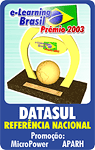 e-Learning
Brasil
Prêmio 2003
DATASUL
REFERÊNCIA NACIONAL
Promoção:
MicroPower APARH